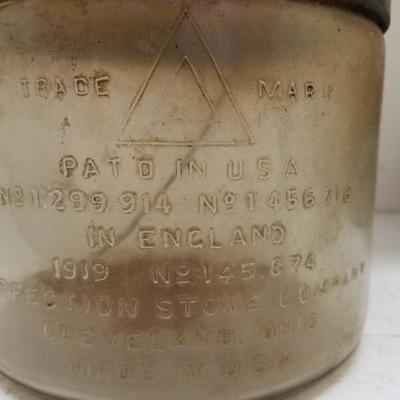 TRADE MARK
PAT'D IN U.S.A.
No 1,299,914 No 1,456,716
IN ENGLAND
1919 No 145,874
RFECTION STOVE COMPANY
CLEVELAND, OHIO
MADE IN U.S.A.